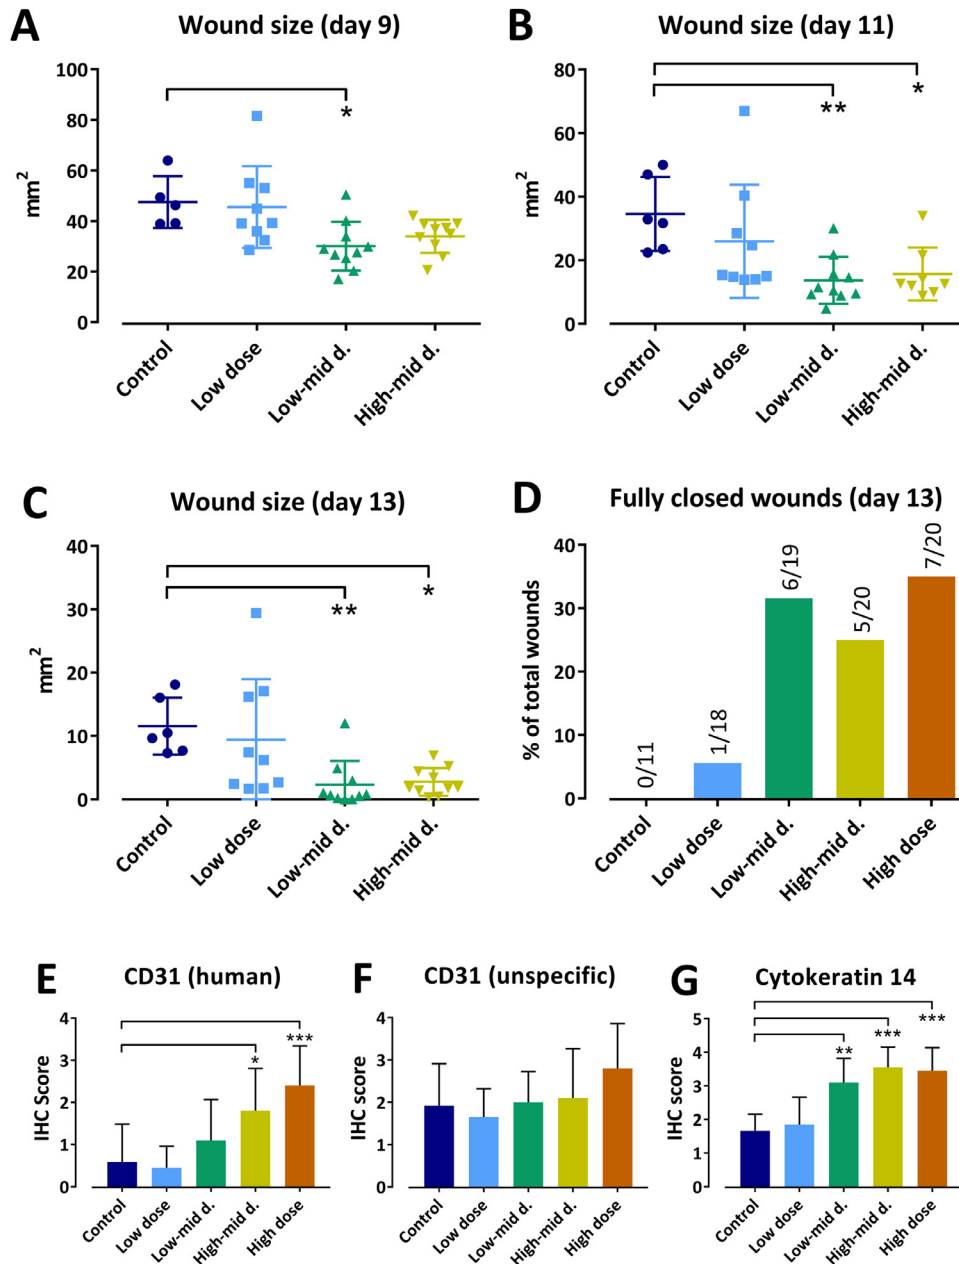 A
Wound size (day 9)
100
80
60
40
20
0
mm²
*
Control
Low dose
Low-mid d.
High-mid d.
B
Wound size (day 11)
80
60
40
20
0
mm²
**
*
Control
Low dose
Low-mid d.
High-mid d.
C
Wound size (day 13)
40
30
20
10
0
mm²
**
*
Control
Low dose
Low-mid d.
High-mid d.
D
Fully closed wounds (day 13)
40
30
20
10
0
% of total wounds
0/11
1/18
6/19
5/20
7/20
Control
Low dose
Low-mid d.
High-mid d.
High dose
E
CD31 (human)
4
3
2
1
0
IHC Score
*
***
Control
Low dose
Low-mid d.
High-mid d.
High dose
F
CD31 (unspecific)
4
3
2
1
0
IHC score
Control
Low dose
Low-mid d.
High-mid d.
High dose
G
Cytokeratin 14
5
4
3
2
1
0
IHC score
**
***
***
Control
Low dose
Low-mid d.
High-mid d.
High dose